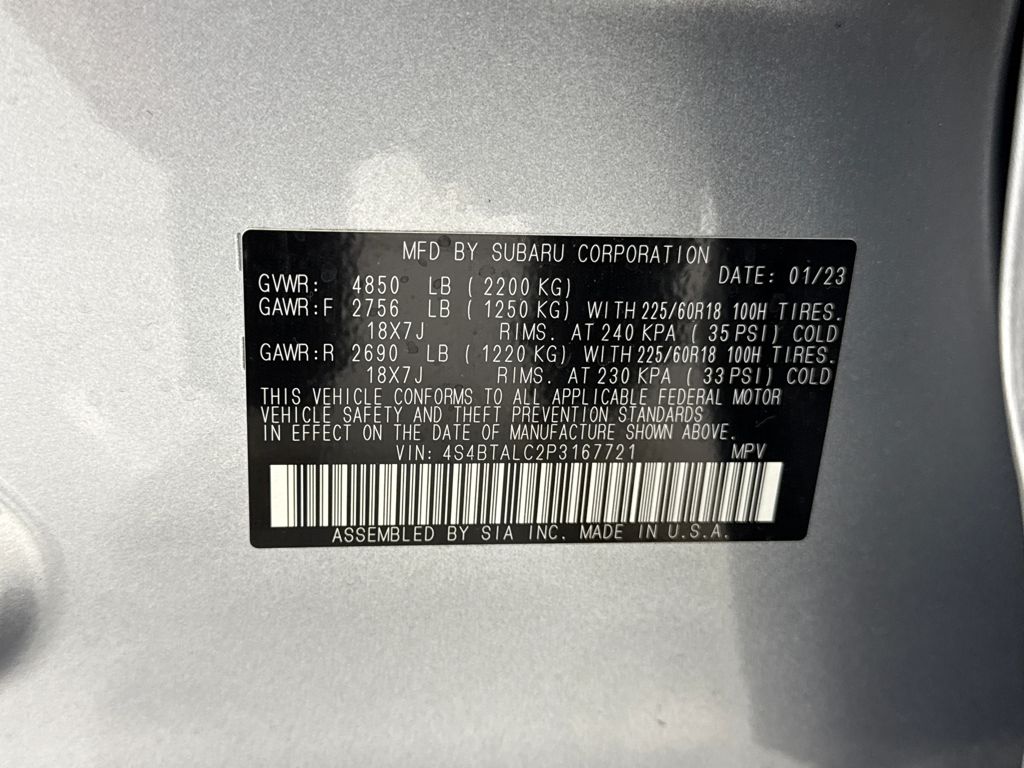 MFD BY SUBARU CORPORATION
DATE: 01/23
GVWR: 4850 LB (2200 KG)
GAWR:F 2756 LB (1250 KG) WITH 225/60R18 100H TIRES.
18X7J RIMS. AT 240 KPA (35 PSI) COLD
GAWR:R 2690 LB (1220 KG) WITH 225/60R18 100H TIRES.
18X7J RIMS. AT 230 KPA (33 PSI) COLD
THIS VEHICLE CONFORMS TO ALL APPLICABLE FEDERAL MOTOR
VEHICLE SAFETY AND THEFT PREVENTION STANDARDS
IN EFFECT ON THE DATE OF MANUFACTURE SHOWN ABOVE.
VIN: 4S4BTALC2P3167721 MPV
ASSEMBLED BY SIA INC. MADE IN U.S.A.